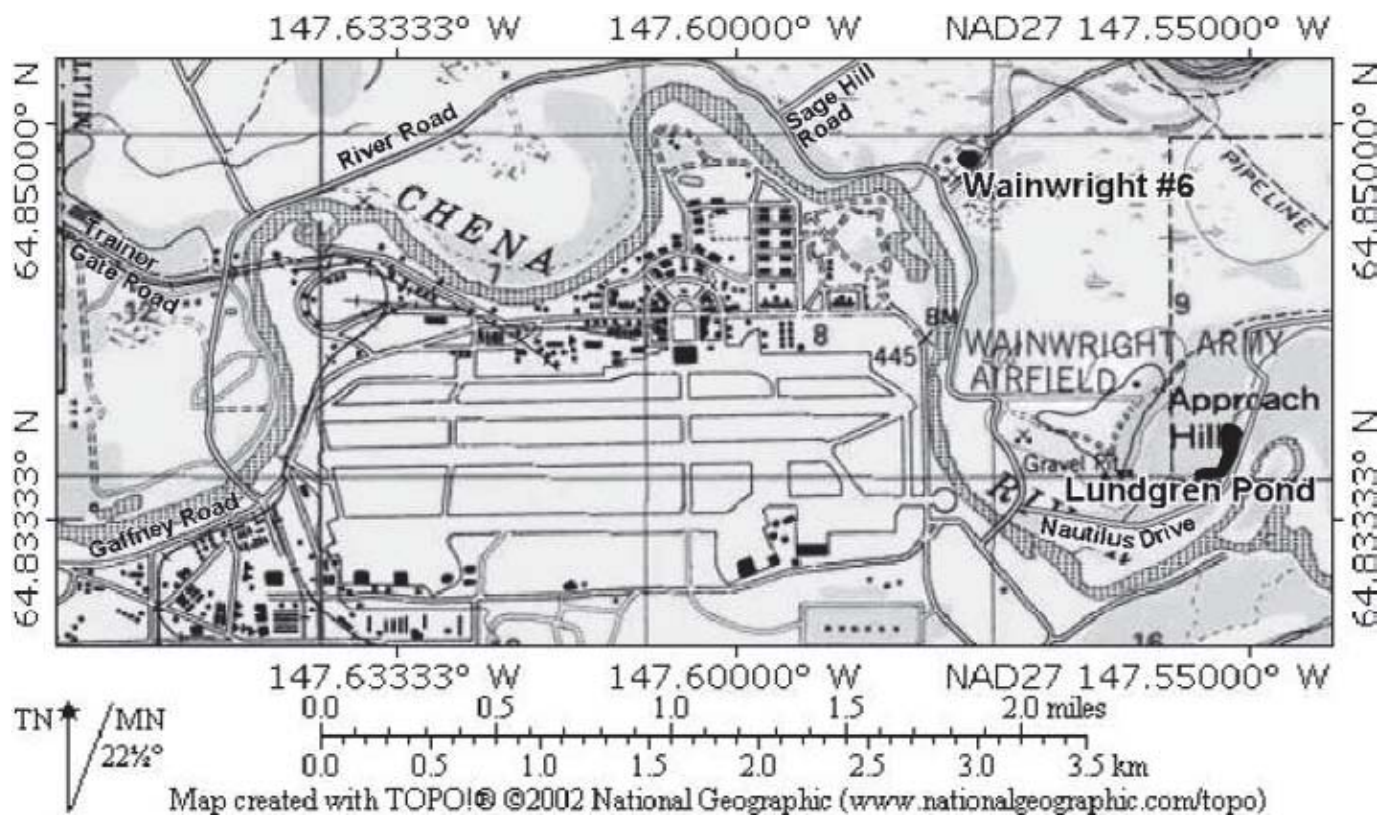 147.63333° W 147.60000° W NAD27 147.55000° W
64.85000° N
64.83333° N
64.85000° N
64.83333° N
MILIT
River Road
Sage Hill
Road
CHENA
Wainwright #6
PIPELINE
Trainor
Gate Road
12
8
9
BM
445
WAINWRIGHT ARMY
AIRFIELD
Approach
Hill
Gravel Pit
Lundgren Pond
Nautilus Drive
Gaffney Road
16
147.63333° W 147.60000° W NAD27 147.55000° W
TN MN
22½°
0.0 0.5 1.0 1.5 2.0 miles
0.0 0.5 1.0 1.5 2.0 2.5 3.0 3.5 km
Map created with TOPO!® ©2002 National Geographic (www.nationalgeographic.com/topo)